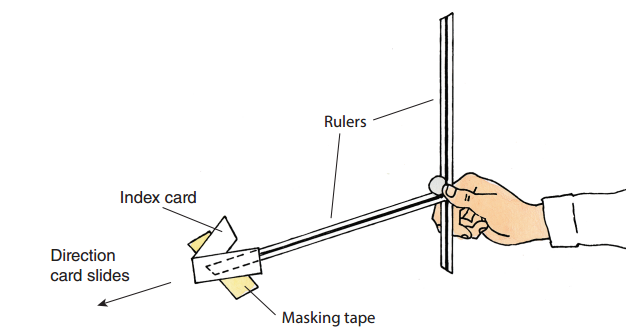 Rulers
Index card
Direction
card slides
Masking tape